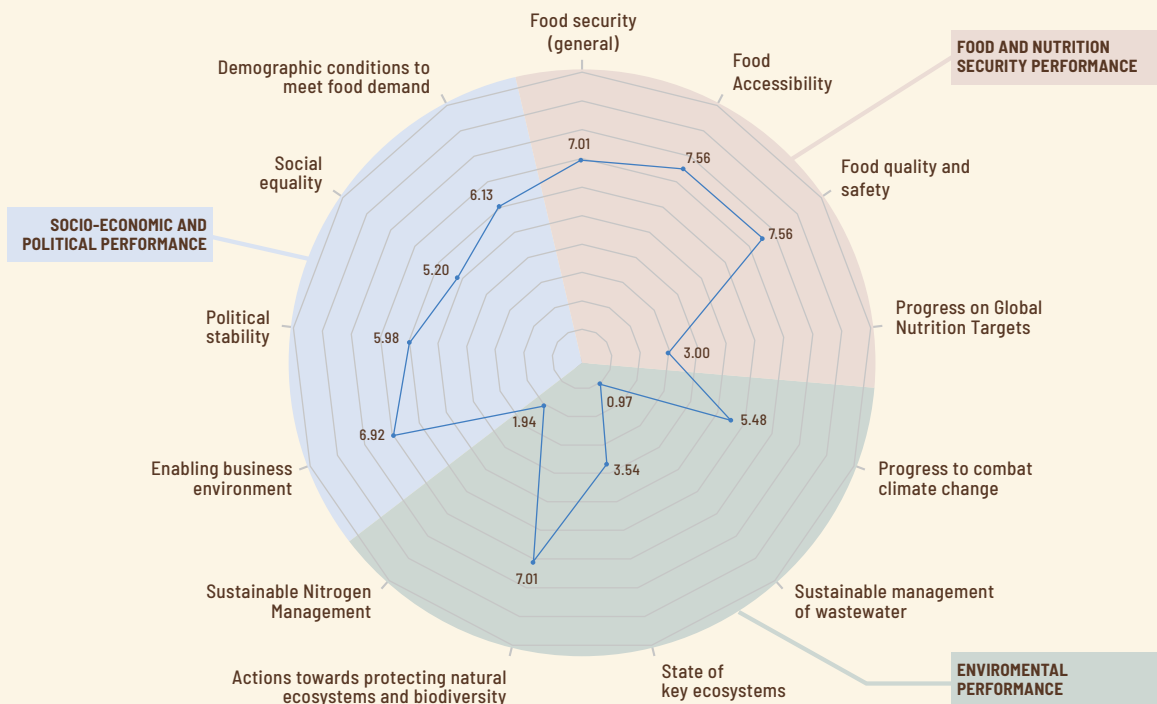 Food security
(general)
Food
Accessibility
Food quality and
safety
Progress on Global
Nutrition Targets
Progress to combat
climate change
Sustainable management
of wastewater
State of
key ecosystems
Actions towards protecting natural
ecosystems and biodiversity
Sustainable Nitrogen
Management
Enabling business
environment
Political
stability
Social
equality
Demographic conditions to
meet food demand
FOOD AND NUTRITION
SECURITY PERFORMANCE
ENVIROMENTAL
PERFORMANCE
SOCIO-ECONOMIC AND
POLITICAL PERFORMANCE
7.01
7.56
7.56
3.00
5.48
0.97
3.54
7.01
1.94
6.92
5.98
5.20
6.13